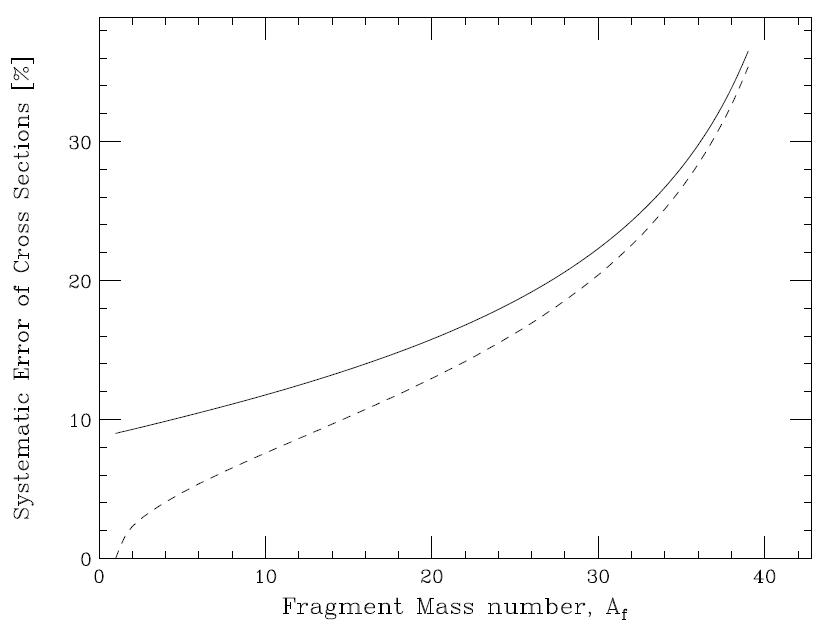 Systematic Error of Cross Sections [%]
30
20
10
0
0 10 20 30 40
Fragment Mass number, A_f